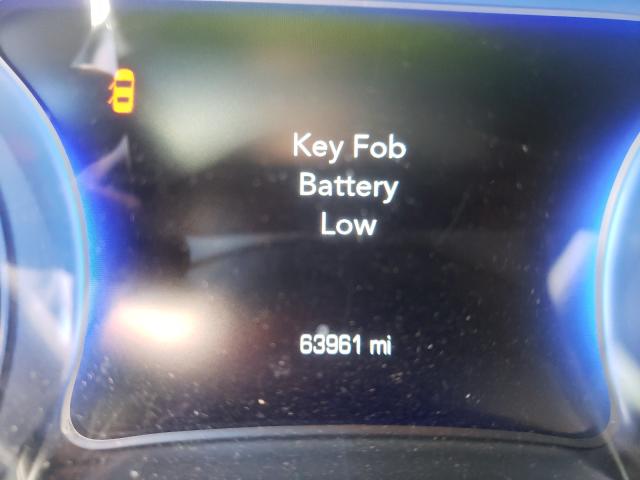 Key Fob
Battery
Low
63961 mi